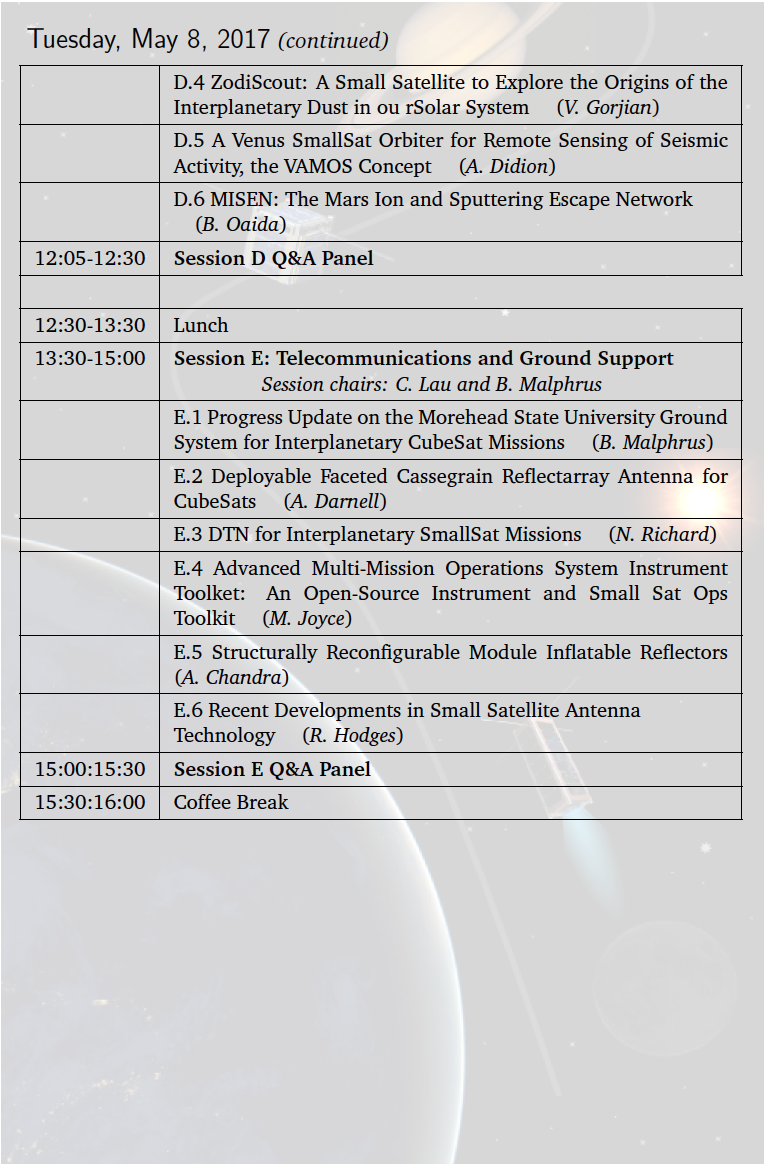 Tuesday, May 8, 2017 (continued)
D.4 ZodiScout: A Small Satellite to Explore the Origins of the
Interplanetary Dust in ou rSolar System (V. Gorjian)
D.5 A Venus SmallSat Orbiter for Remote Sensing of Seismic
Activity, the VAMOS Concept (A. Didion)
D.6 MISEN: The Mars Ion and Sputtering Escape Network
(B. Oaida)
12:05-12:30 Session D Q&A Panel
12:30-13:30 Lunch
13:30-15:00 Session E: Telecommunications and Ground Support
Session chairs: C. Lau and B. Malphrus
E.1 Progress Update on the Morehead State University Ground
System for Interplanetary CubeSat Missions (B. Malphrus)
E.2 Deployable Faceted Cassegrain Reflectarray Antenna for
CubeSats (A. Darnell)
E.3 DTN for Interplanetary SmallSat Missions (N. Richard)
E.4 Advanced Multi-Mission Operations System Instrument
Toolket: An Open-Source Instrument and Small Sat Ops
Toolkit (M. Joyce)
E.5 Structurally Reconfigurable Module Inflatable Reflectors
(A. Chandra)
E.6 Recent Developments in Small Satellite Antenna
Technology (R. Hodges)
15:00:15:30 Session E Q&A Panel
15:30:16:00 Coffee Break